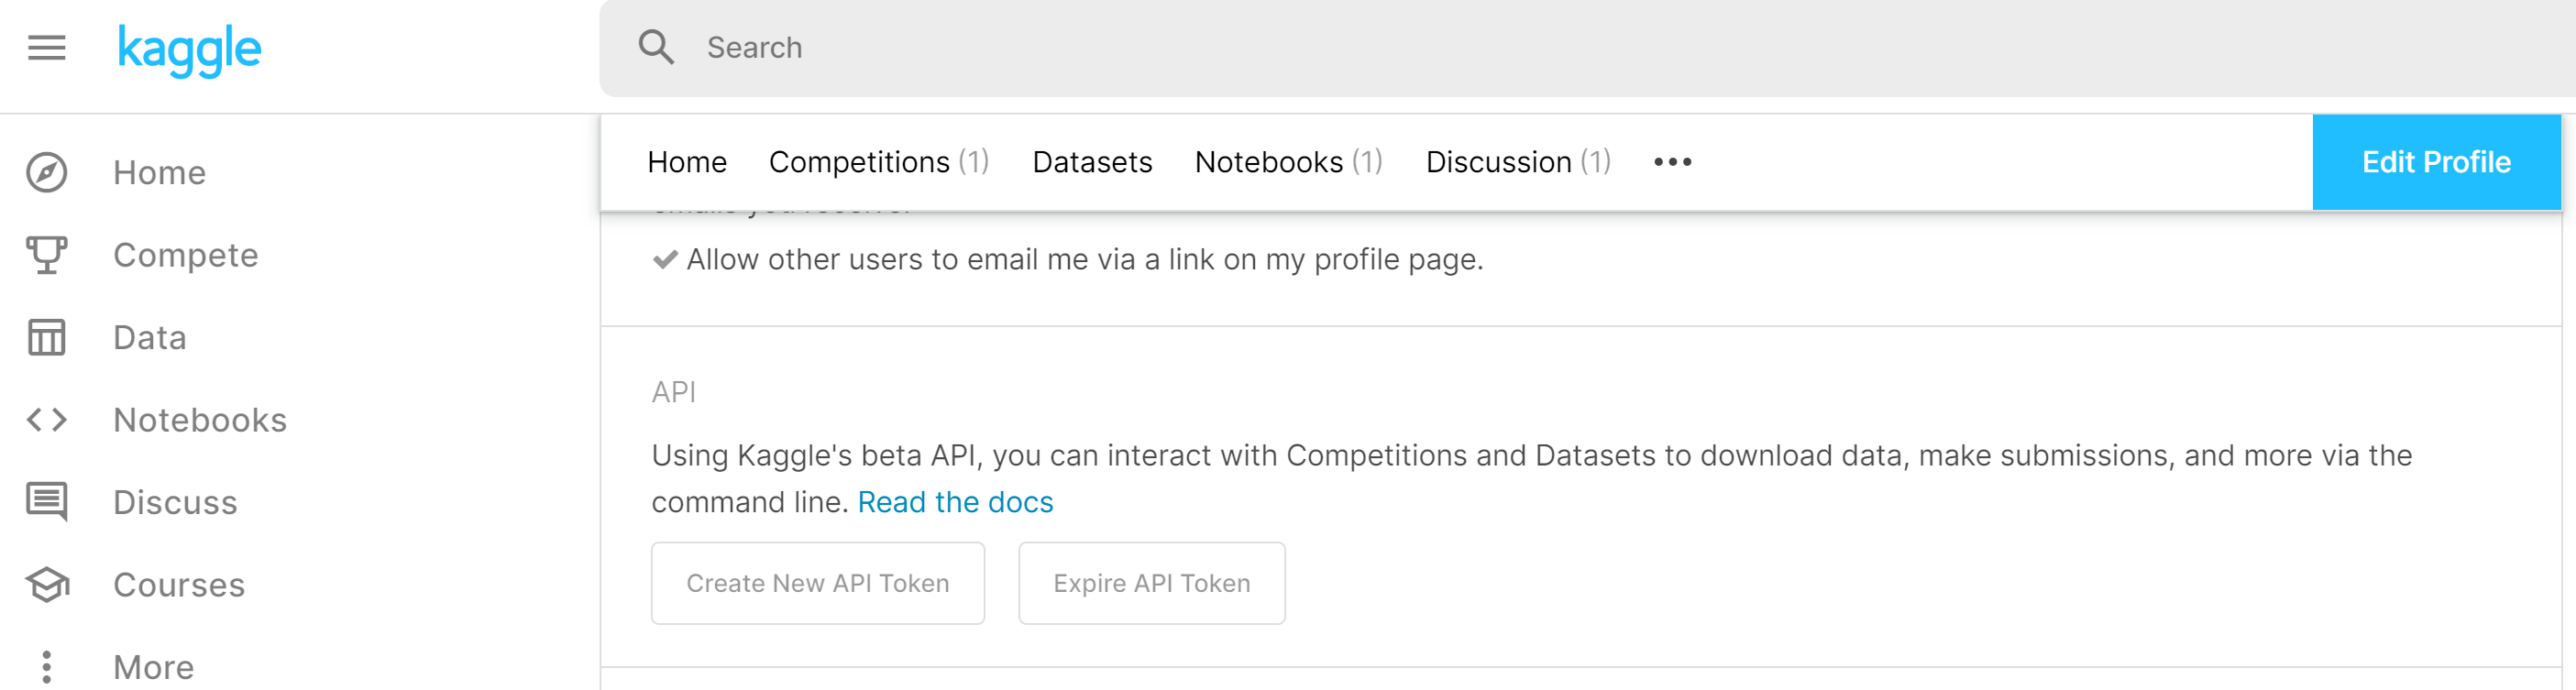 kaggle
Search
Home
Compete
Data
Notebooks
Discuss
Courses
More
Home Competitions (1) Datasets Notebooks (1) Discussion (1) •••
Edit Profile
emails you receive.
Allow other users to email me via a link on my profile page.
API
Using Kaggle's beta API, you can interact with Competitions and Datasets to download data, make submissions, and more via the
command line. Read the docs
Create New API Token
Expire API Token